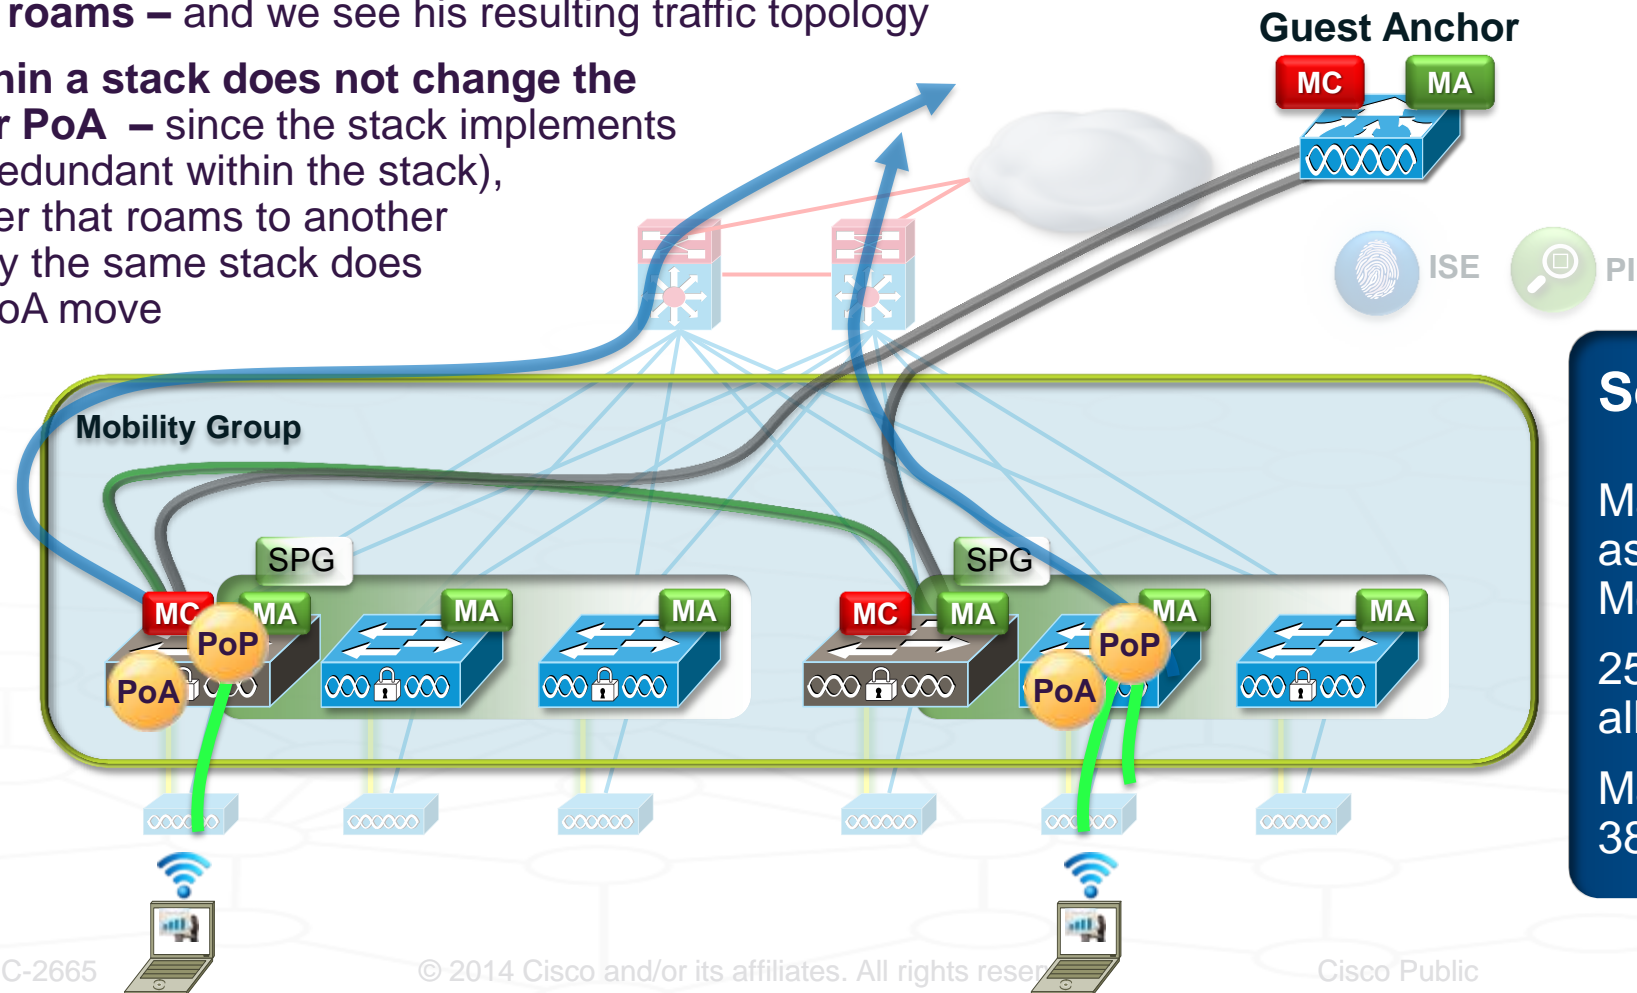 roams – and we see his resulting traffic topology
hin a stack does not change the
r PoA – since the stack implements
edundant within the stack),
er that roams to another
y the same stack does
oA move
Guest Anchor
MC
MA
ISE
PI
Mobility Group
SPG
SPG
MC
MA
MA
MA
MC
MA
MA
MA
PoP
PoA
PoP
PoA
25
all
38
C-2665
© 2014 Cisco and/or its affiliates. All rights reser
Cisco Public